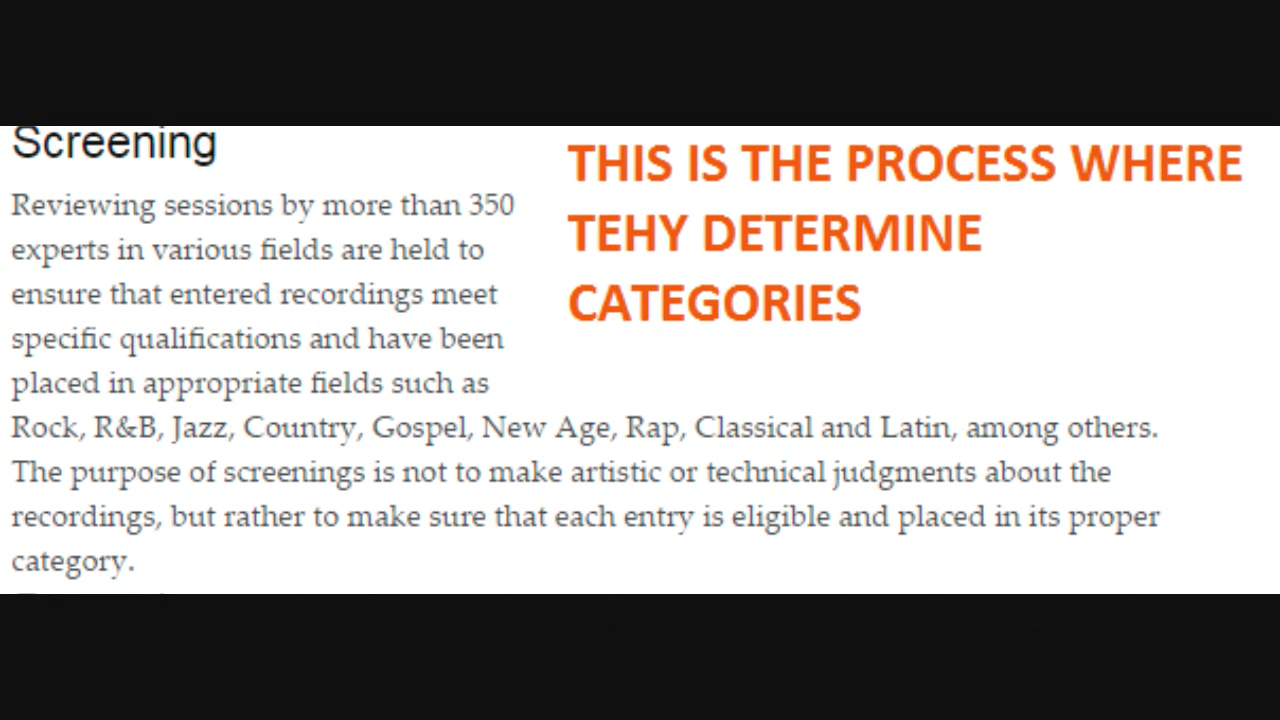 Screening
Reviewing sessions by more than 350
experts in various fields are held to
ensure that entered recordings meet
specific qualifications and have been
placed in appropriate fields such as
Rock, R&B, Jazz, Country, Gospel, New Age, Rap, Classical and Latin, among others.
The purpose of screenings is not to make artistic or technical judgments about the
recordings, but rather to make sure that each entry is eligible and placed in its proper
category.
THIS IS THE PROCESS WHERE
TEHY DETERMINE
CATEGORIES